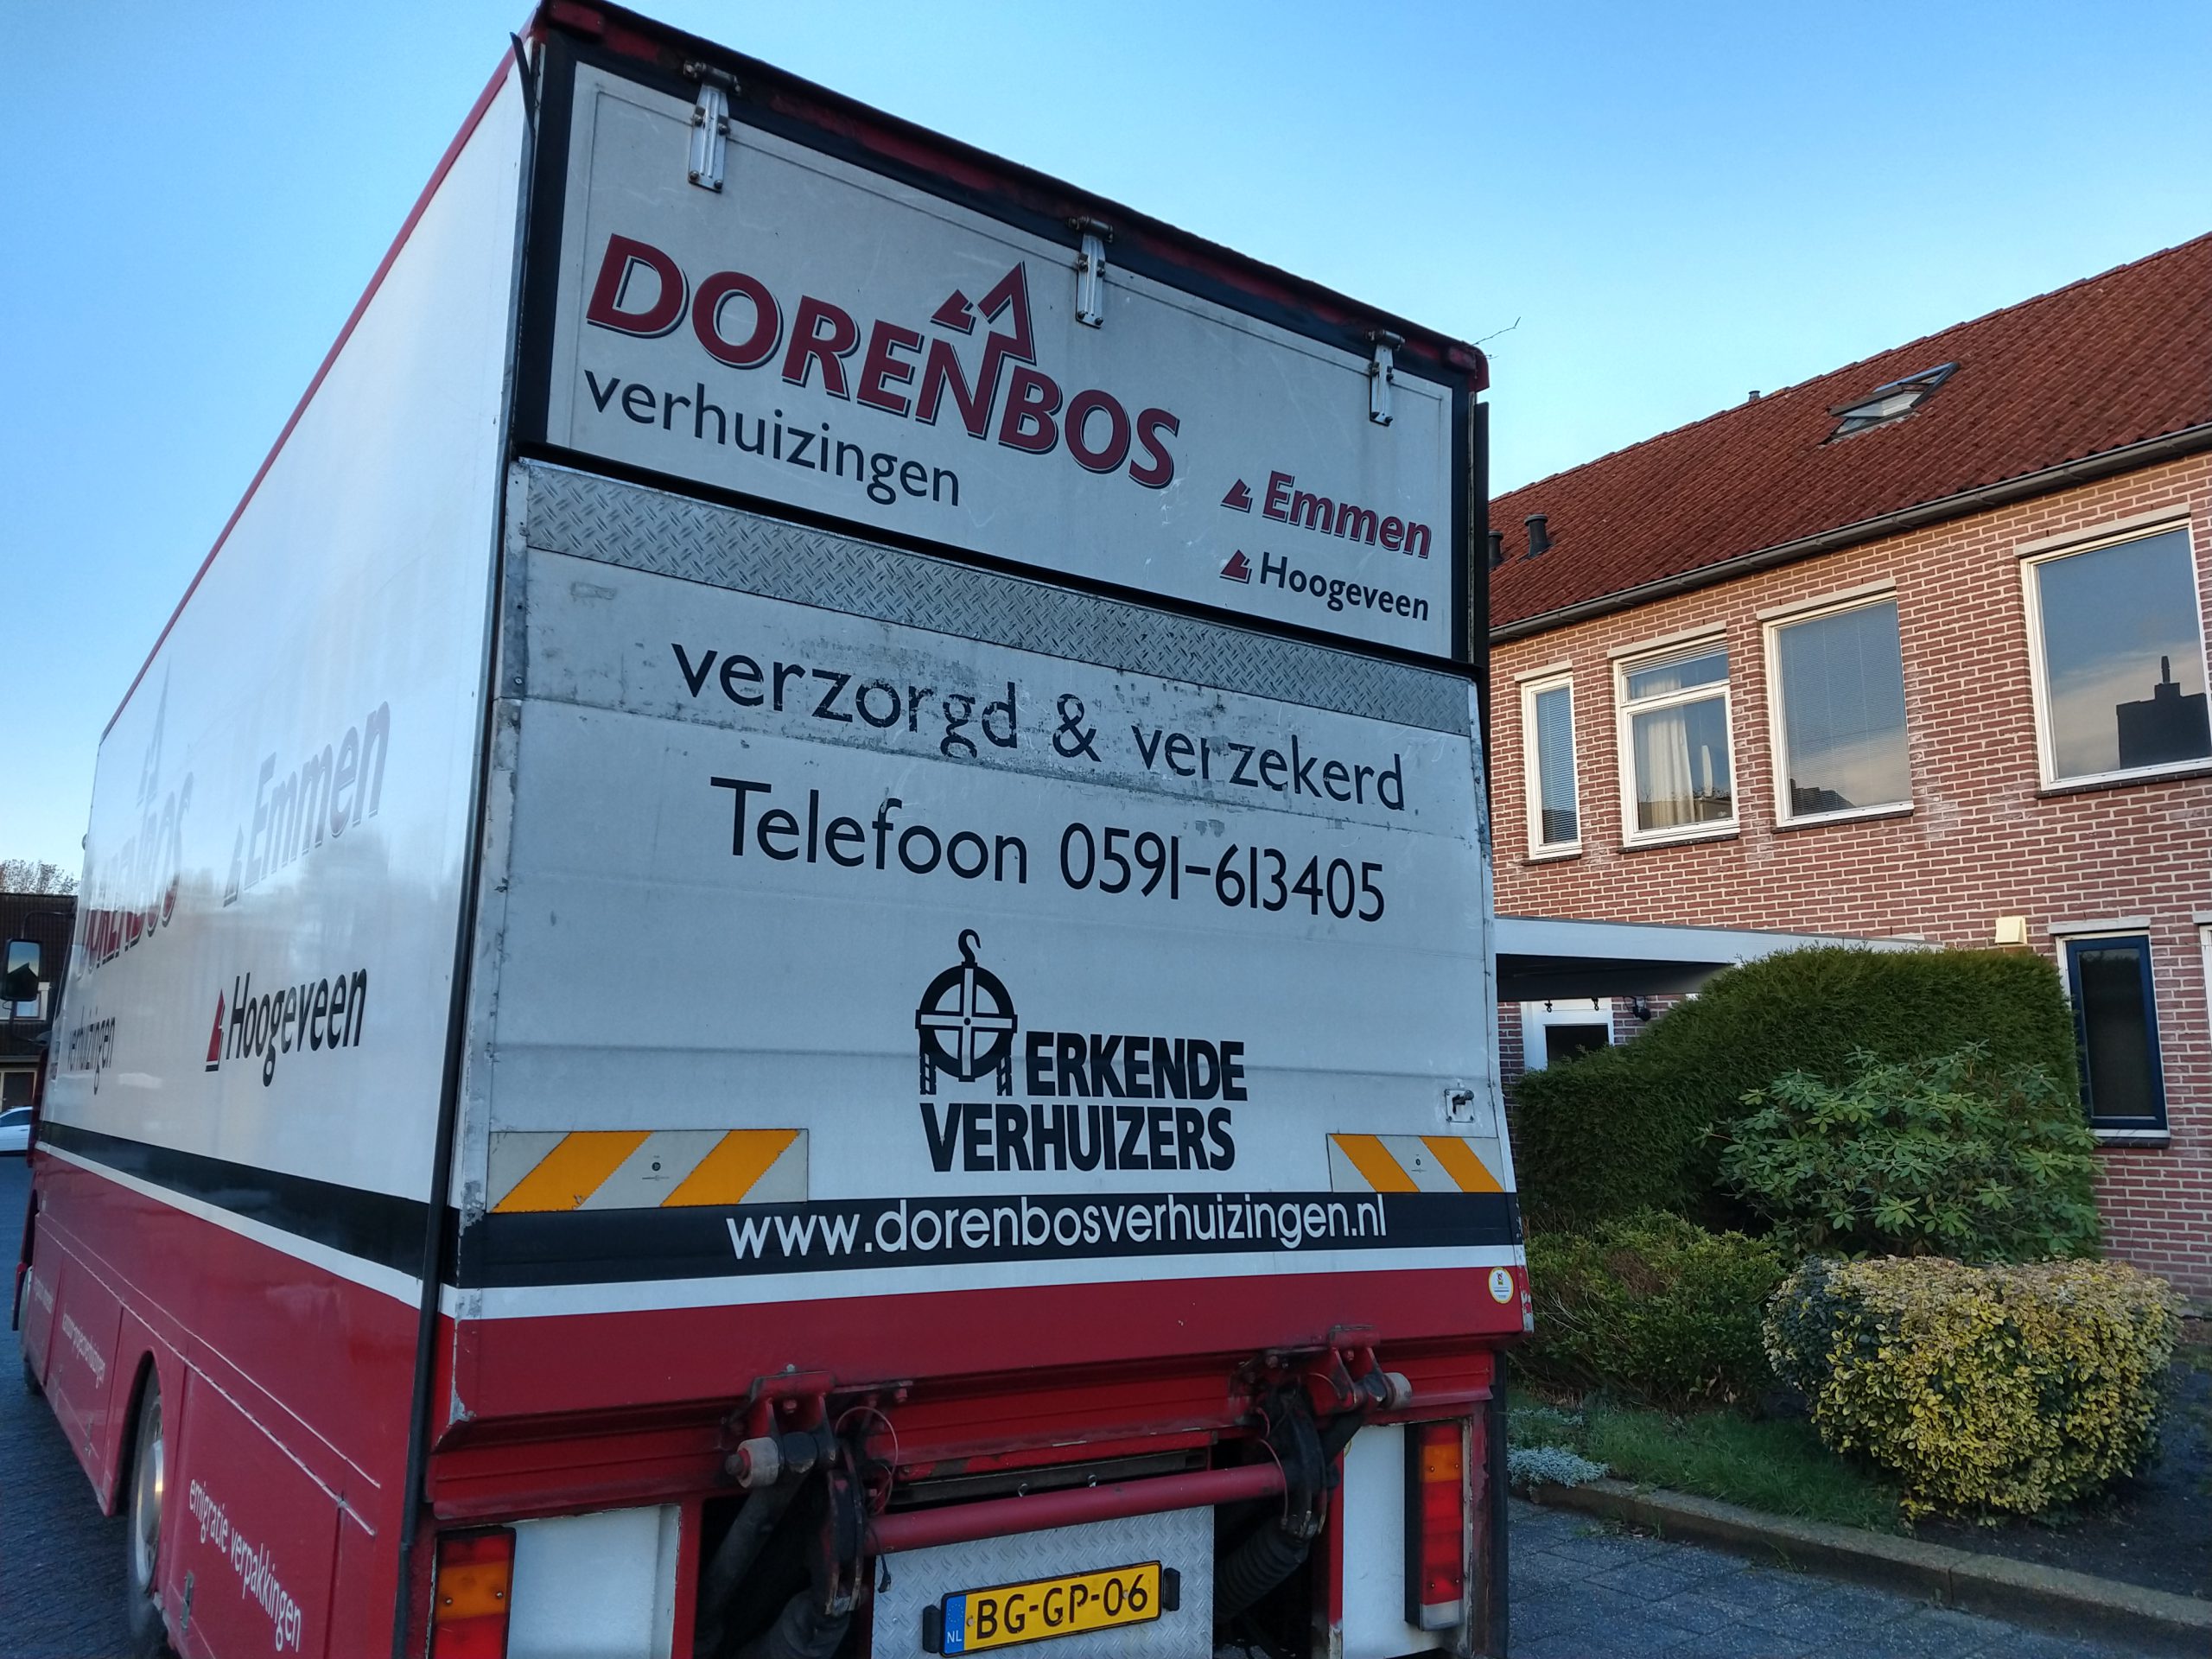 DORENBOS
verhuizingen
Emmen
Hoogeveen
verzorgd & verzekerd
Telefoon 0591-613405
ERKENDE
VERHUIZERS
www.dorenbosverhuizingen.nl
NL BG-GP-06
DORENBOS
verhuizingen
Emmen
Hoogeveen
emigratie verpakkingen